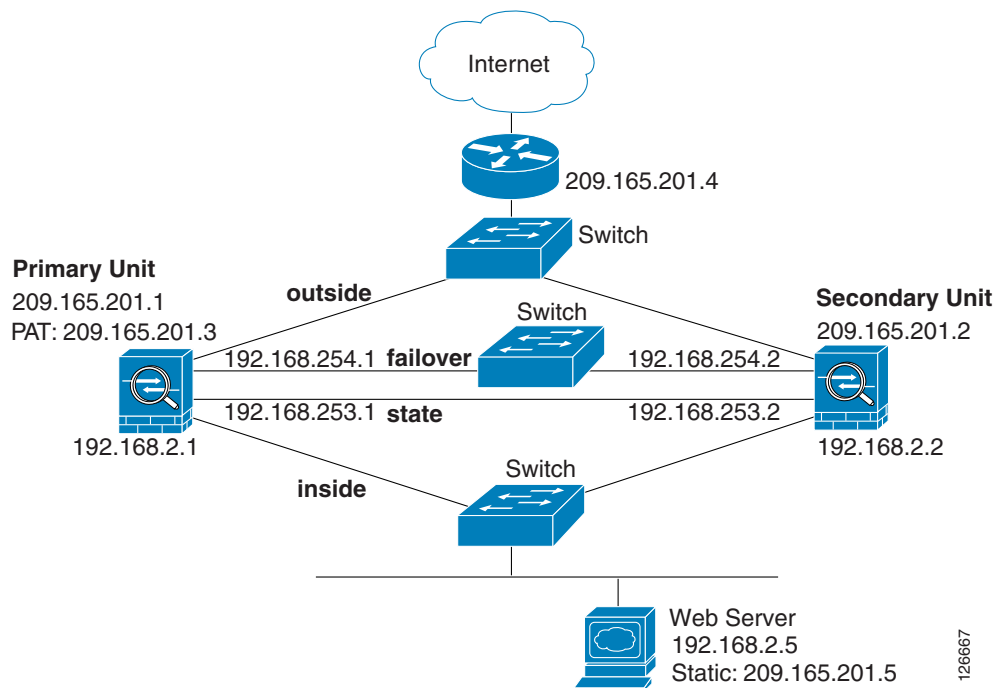 Internet
209.165.201.4
Switch
Primary Unit
209.165.201.1
PAT: 209.165.201.3
outside
Switch
Secondary Unit
209.165.201.2
192.168.254.1
failover
192.168.254.2
192.168.253.1
state
192.168.253.2
192.168.2.1
192.168.2.2
inside
Switch
Web Server
192.168.2.5
Static: 209.165.201.5
126667